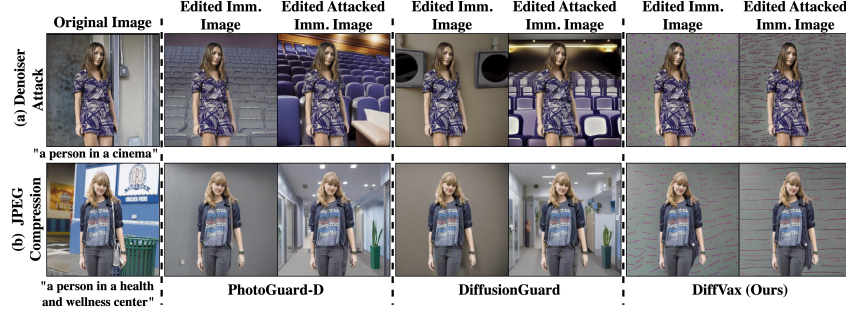 Original Image
Edited Imm.
Image
Edited Attacked
Imm. Image
Edited Imm.
Image
Edited Attacked
Imm. Image
Edited Imm.
Image
Edited Attacked
Imm. Image
(a) Denoiser
Attack
"a person in a cinema"
(b) JPEG
Compression
"a person in a health
and wellness center"
PhotoGuard-D
DiffusionGuard
DiffVax (Ours)